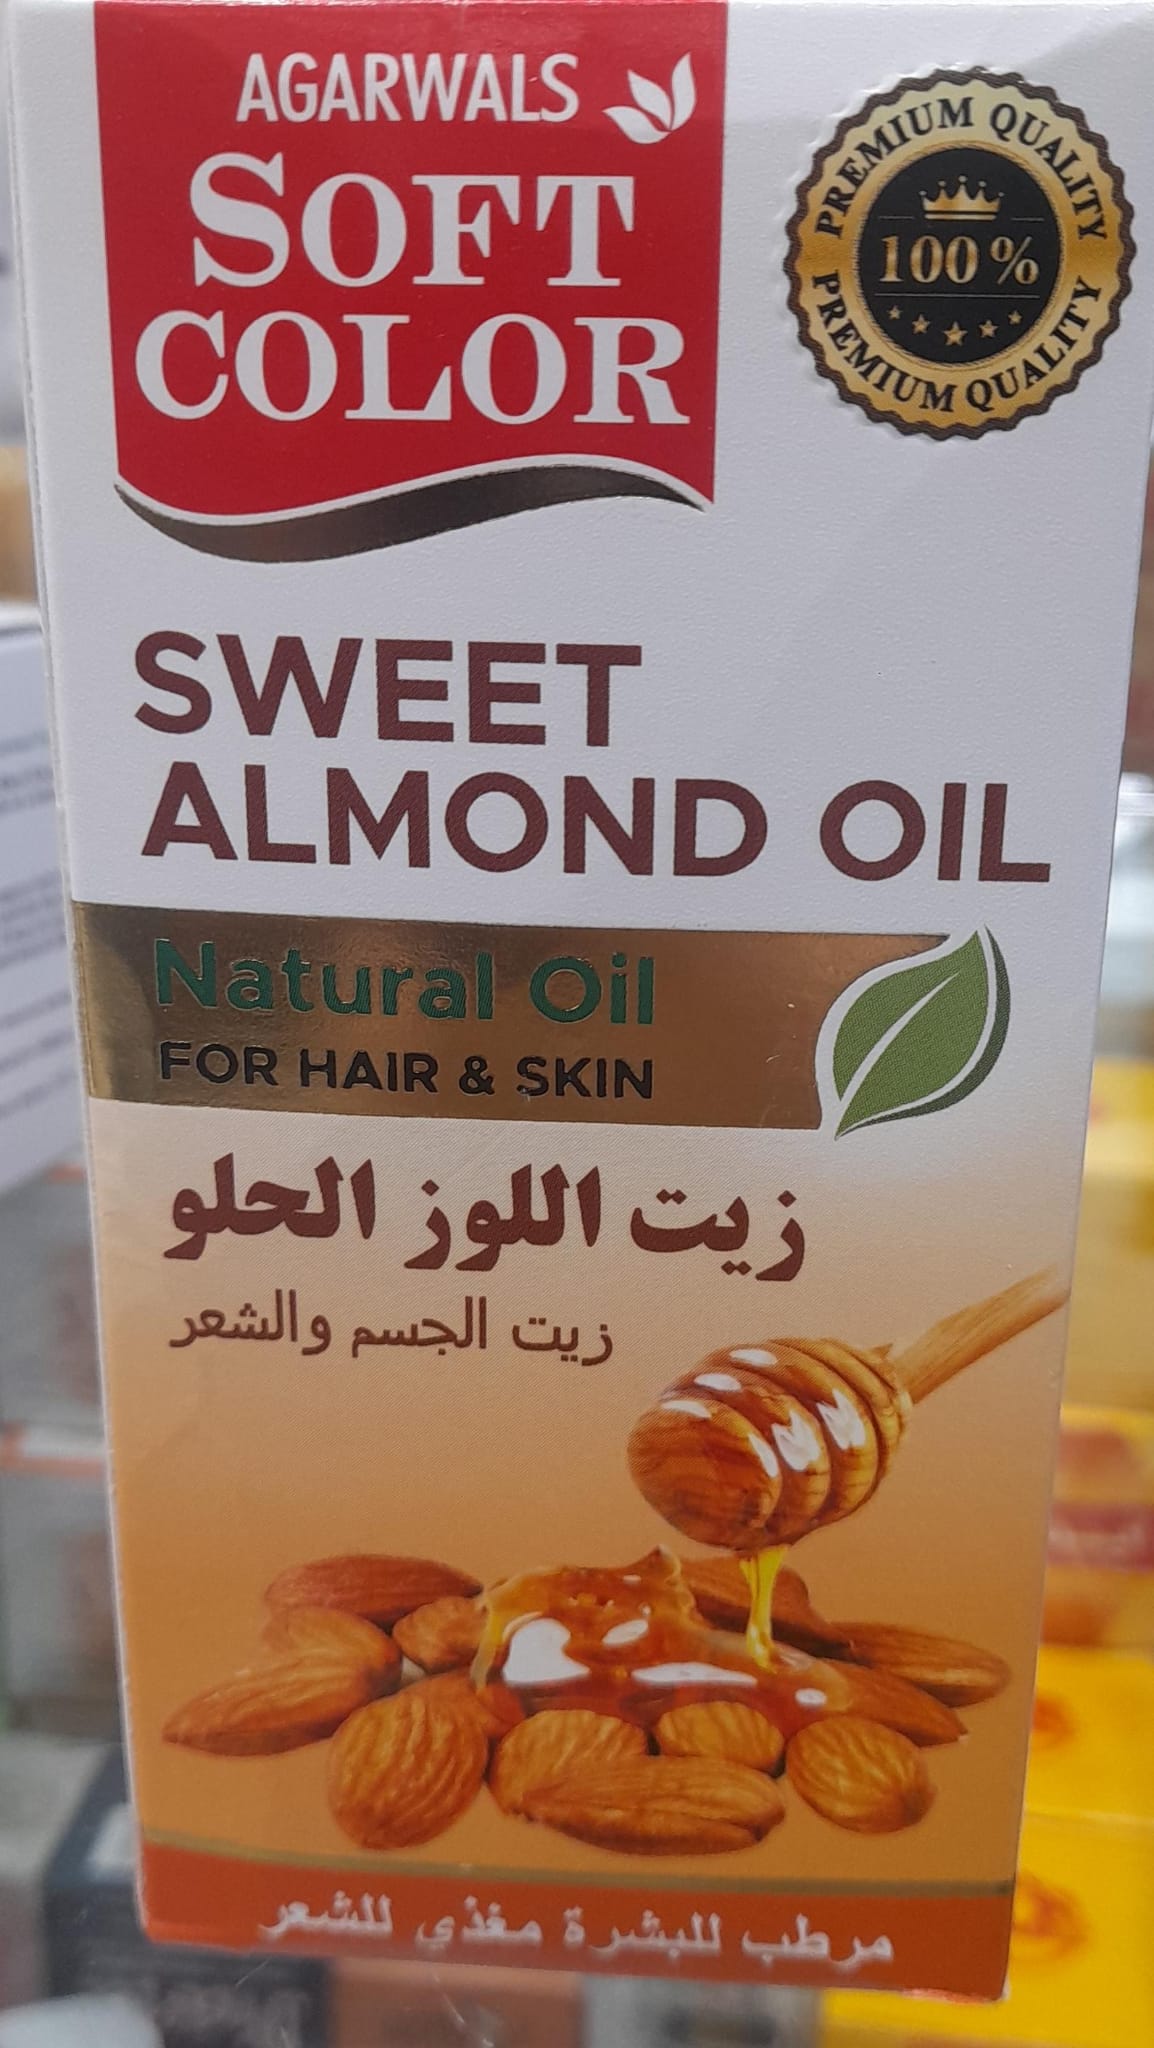 AGARWALS
SOFT
COLOR
PREMIUM QUALITY
100%
PREMIUM QUALITY
SWEET
ALMOND OIL
Natural Oil
FOR HAIR & SKIN
زيت اللوز الحلو
زيت الجسم والشعر
مرطب للبشرة مغذي للشعر